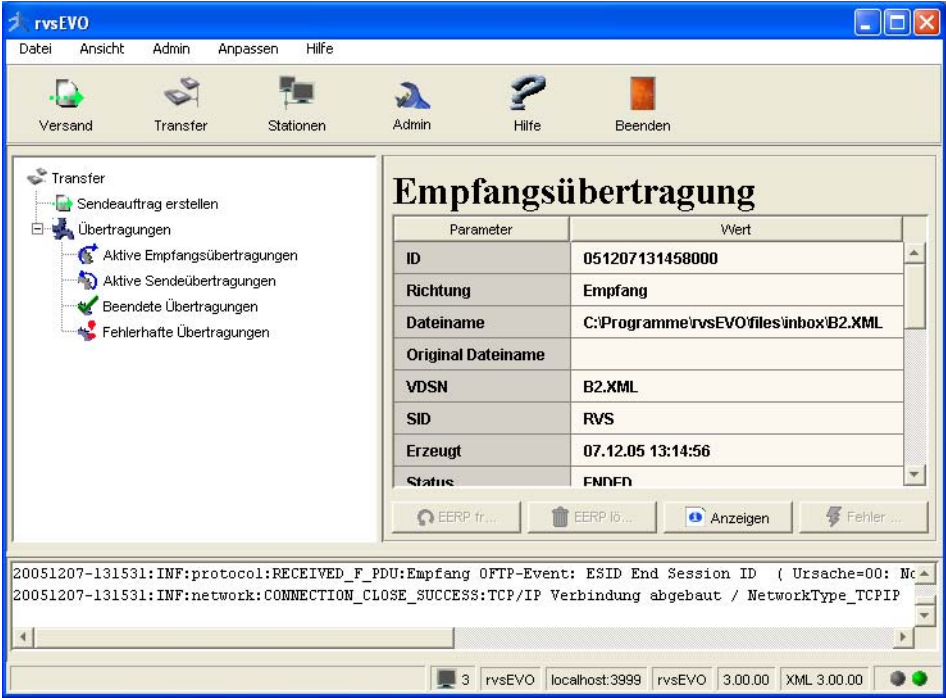 rvsEVO
Datei Ansicht Admin Anpassen Hilfe
Versand Transfer Stationen Admin Hilfe Beenden
Transfer
Sendeauftrag erstellen
Übertragungen
Aktive Empfangsübertragungen
Aktive Sendeübertragungen
Beendete Übertragungen
Fehlerhafte Übertragungen
Empfangsübertragung
Parameter Wert
ID 051207131458000
Richtung Empfang
Dateiname C:\Programme\rvsEVO\files\inbox\B2.XML
Original Dateiname
VDSN B2.XML
SID RVS
Erzeugt 07.12.05 13:14:56
Status ENDED
EERP fr... EERP lö... Anzeigen Fehler ...
20051207-131531:INF:protocol:RECEIVED_F_PDU:Empfang OFTP-Event: ESID End Session ID ( Ursache=00: No
20051207-131531:INF:network:CONNECTION_CLOSE_SUCCESS:TCP/IP Verbindung abgebaut / NetworkType_TCPIP
3 rvsEVO localhost:3999 rvsEVO 3.00.00 XML 3.00.00